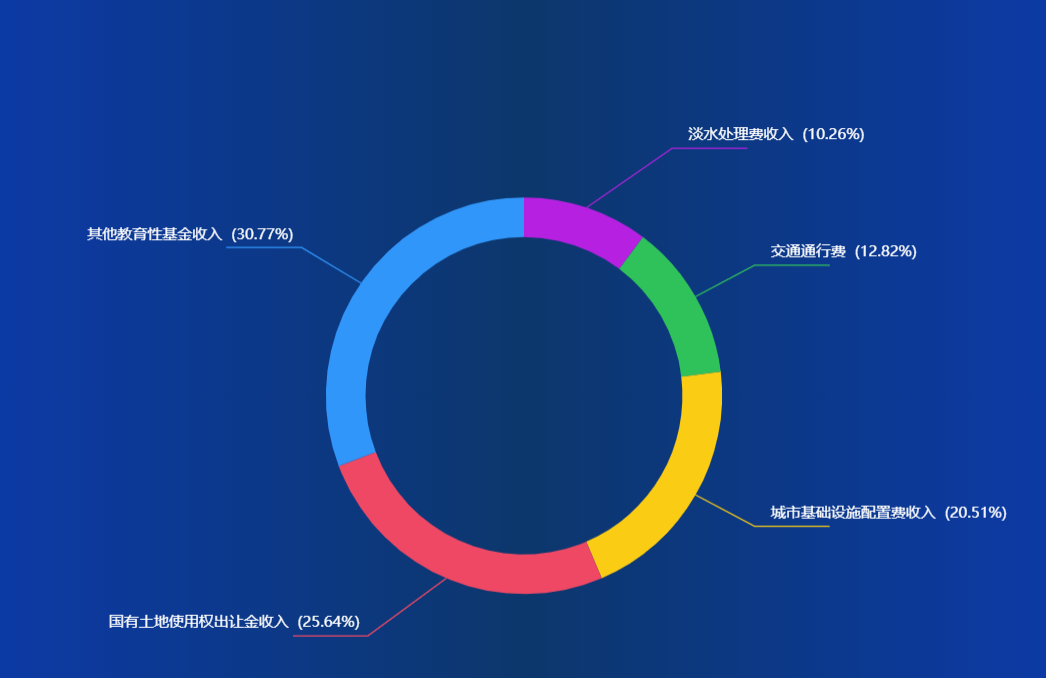 淡水处理费收入 (10.26%)
其他教育性基金收入 (30.77%)
交通通行费 (12.82%)
城市基础设施配置费收入 (20.51%)
国有土地使用权出让金收入 (25.64%)